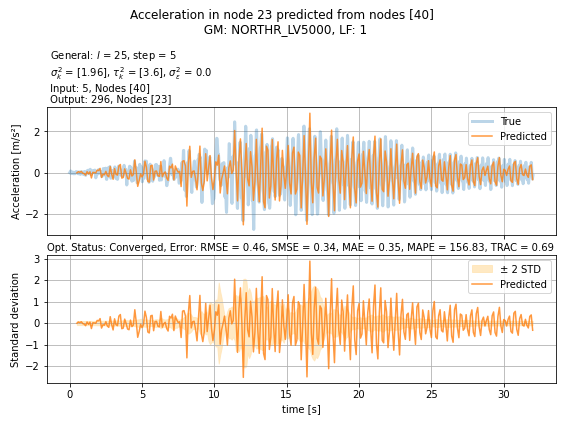 Acceleration in node 23 predicted from nodes [40]
GM: NORTHR_LV5000, LF: 1
General: l = 25, step = 5
σ²ₖ = [1.96], τ²ₖ = [3.6], σ²ₑ = 0.0
Input: 5, Nodes [40]
Output: 296, Nodes [23]
True
Predicted
Acceleration [m/s²]
2
0
−2
Opt. Status: Converged, Error: RMSE = 0.46, SMSE = 0.34, MAE = 0.35, MAPE = 156.83, TRAC = 0.69
± 2 STD
Predicted
Standard deviation
3
2
1
0
−1
−2
0 5 10 15 20 25 30
time [s]